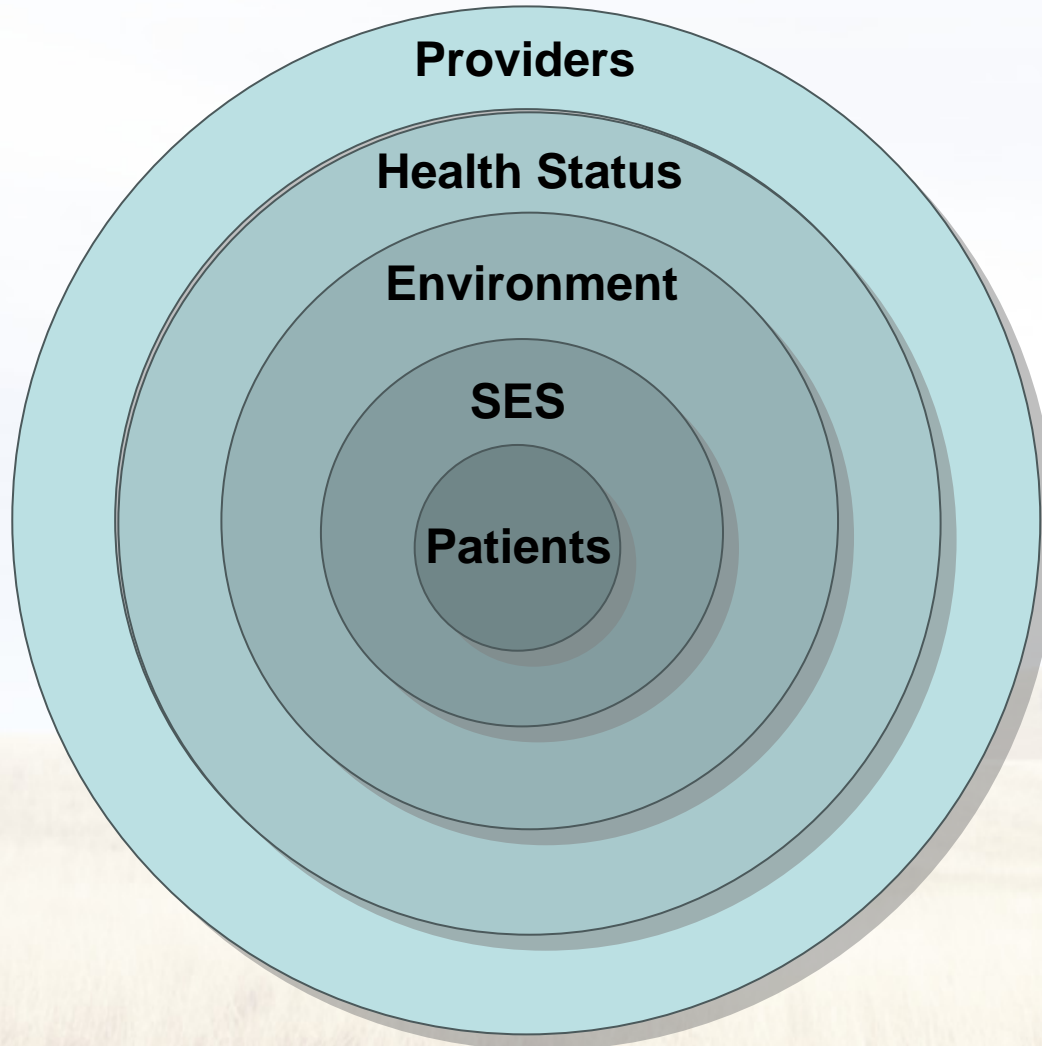 Providers
Health Status
Environment
SES
Patients